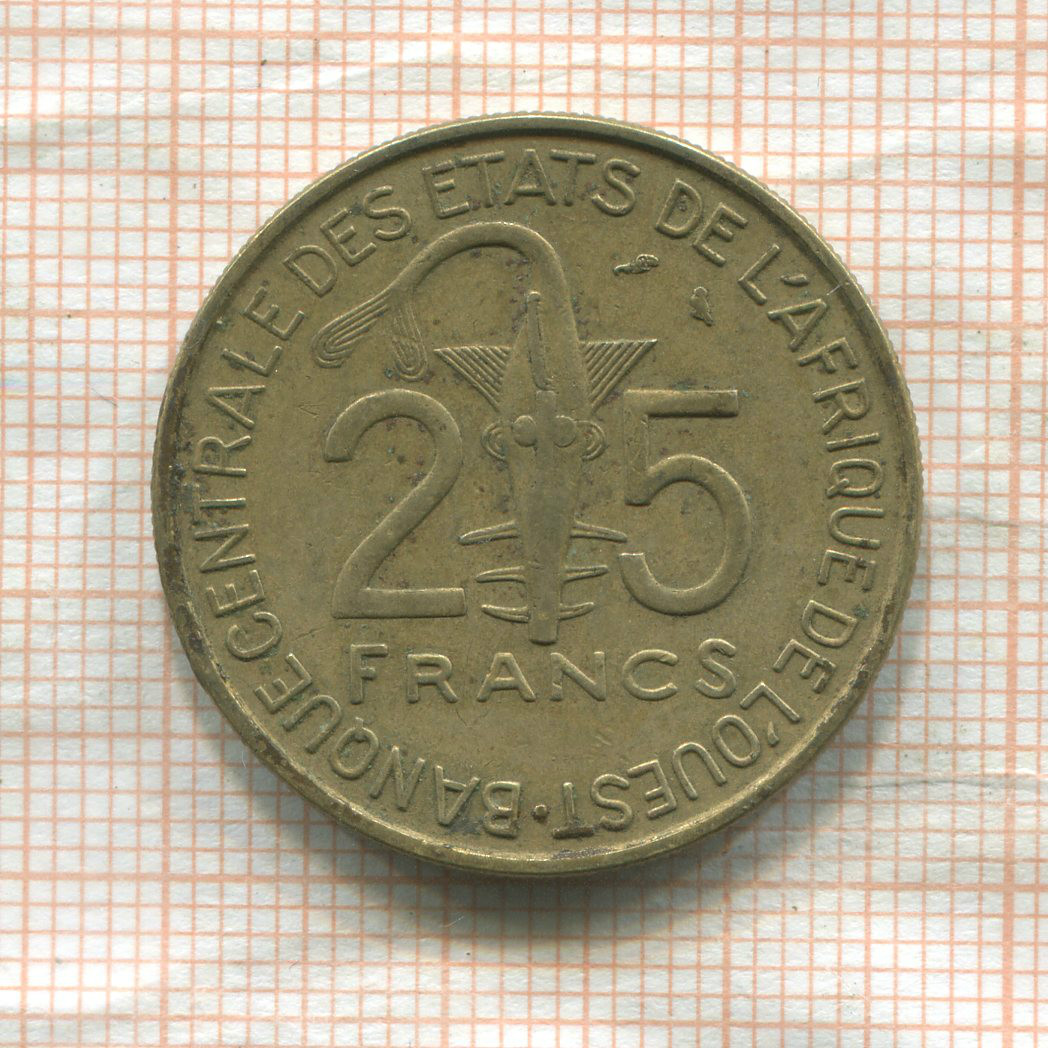 BANQUE CENTRALE DES ETATS DE L'AFRIQUE DE L'OUEST •
25
FRANCS